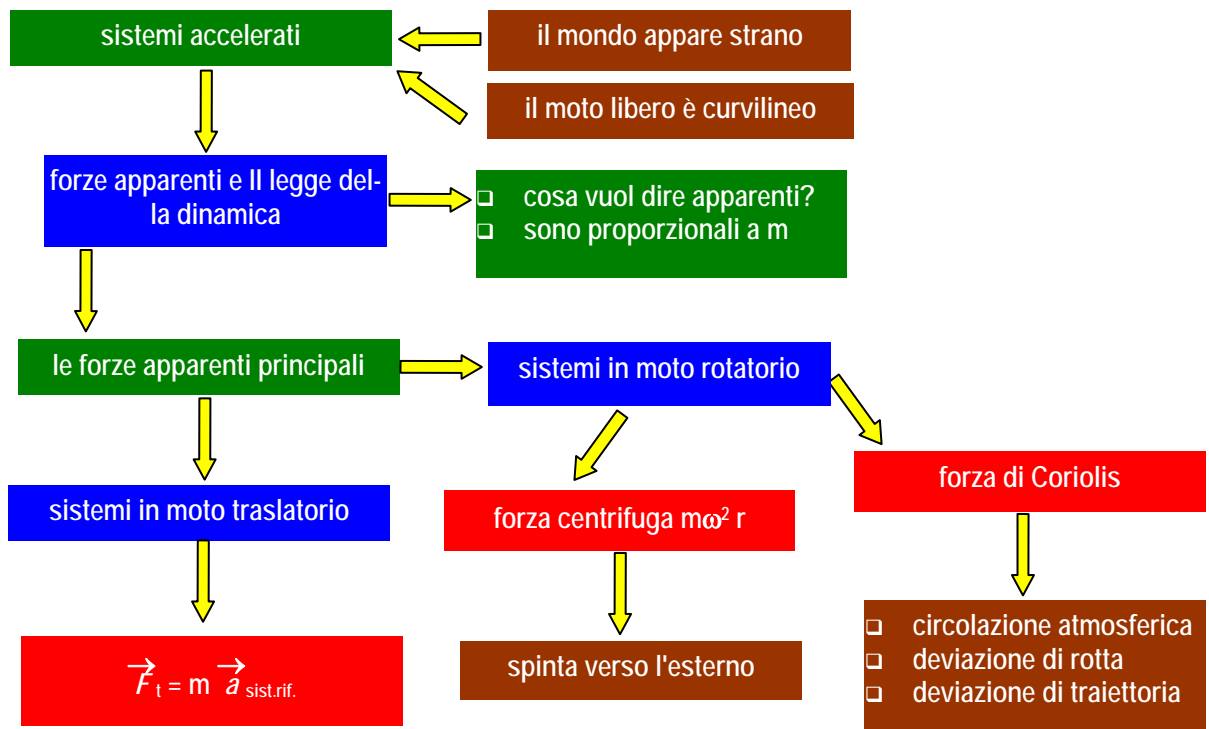 sistemi accelerati
il mondo appare strano
il moto libero è curvilineo
forze apparenti e II legge del-
la dinamica
❑ cosa vuol dire apparenti?
❑ sono proporzionali a m
le forze apparenti principali
sistemi in moto rotatorio
forza di Coriolis
sistemi in moto traslatorio
forza centrifuga mω² r
❑ circolazione atmosferica
❑ deviazione di rotta
❑ deviazione di traiettoria
spinta verso l'esterno
F⃗ t = m a⃗ sist.rif.